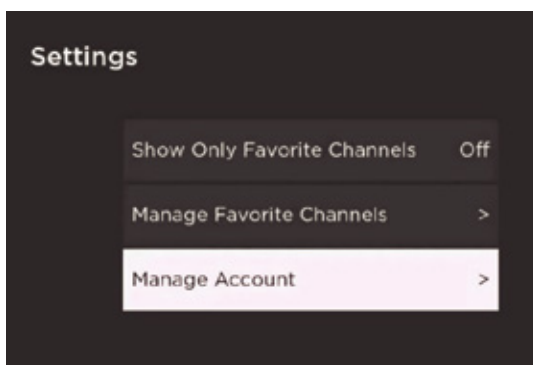 Settings
Show Only Favorite Channels Off
Manage Favorite Channels >
Manage Account >